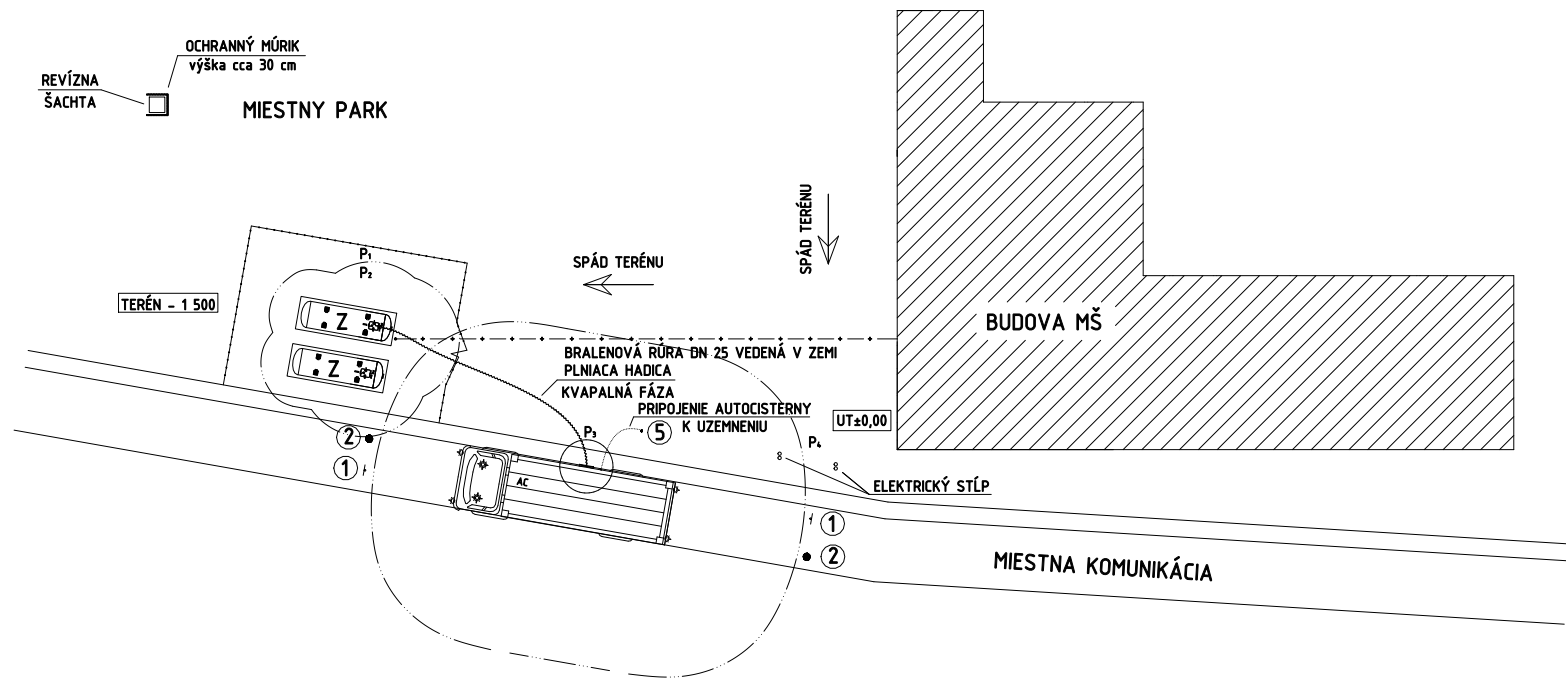 OCHRANNÝ MÚRIK
výška cca 30 cm
REVÍZNA
ŠACHTA
MIESTNY PARK
SPÁD TERÉNU
SPÁD TERÉNU
P₁
P₂
TERÉN - 1 500
Z
Z
BUDOVA MŠ
BRALENOVÁ RÚRA DN 25 VEDENÁ V ZEMI
PLNIACA HADICA
KVAPALNÁ FÁZA
PRIPOJENIE AUTOCISTERNY
K UZEMNENIU
5
UT±0,00
P₃
P₄
2
1
AC
ELEKTRICKÝ STĹP
1
2
MIESTNA KOMUNIKÁCIA